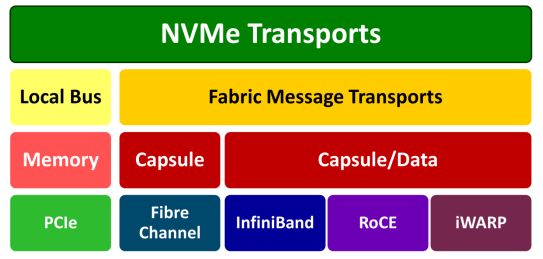 NVMe Transports
Local Bus
Fabric Message Transports
Memory
Capsule
Capsule/Data
PCIe
Fibre
Channel
InfiniBand
RoCE
iWARP